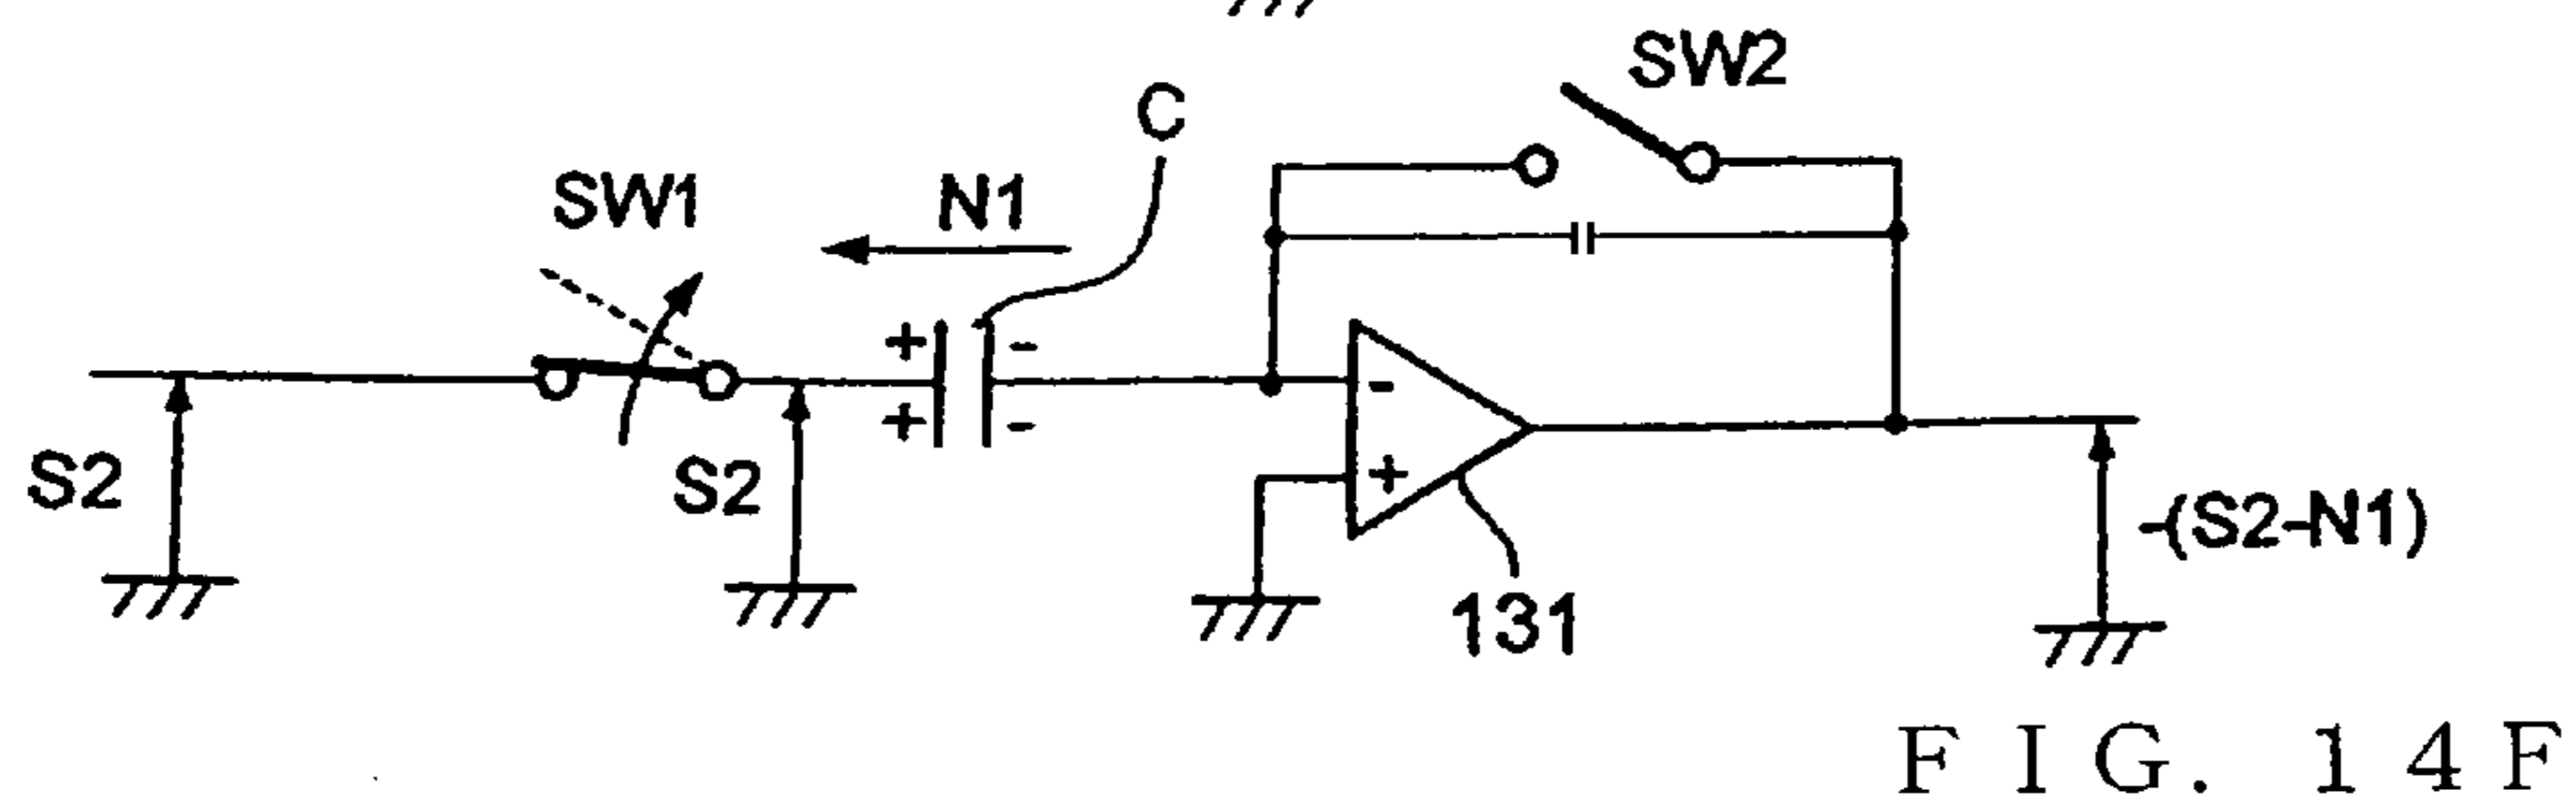 SW2
C
SW1
N1
+ -
+ -
-
+
S2
S2
-(S2-N1)
131
FIG. 14F